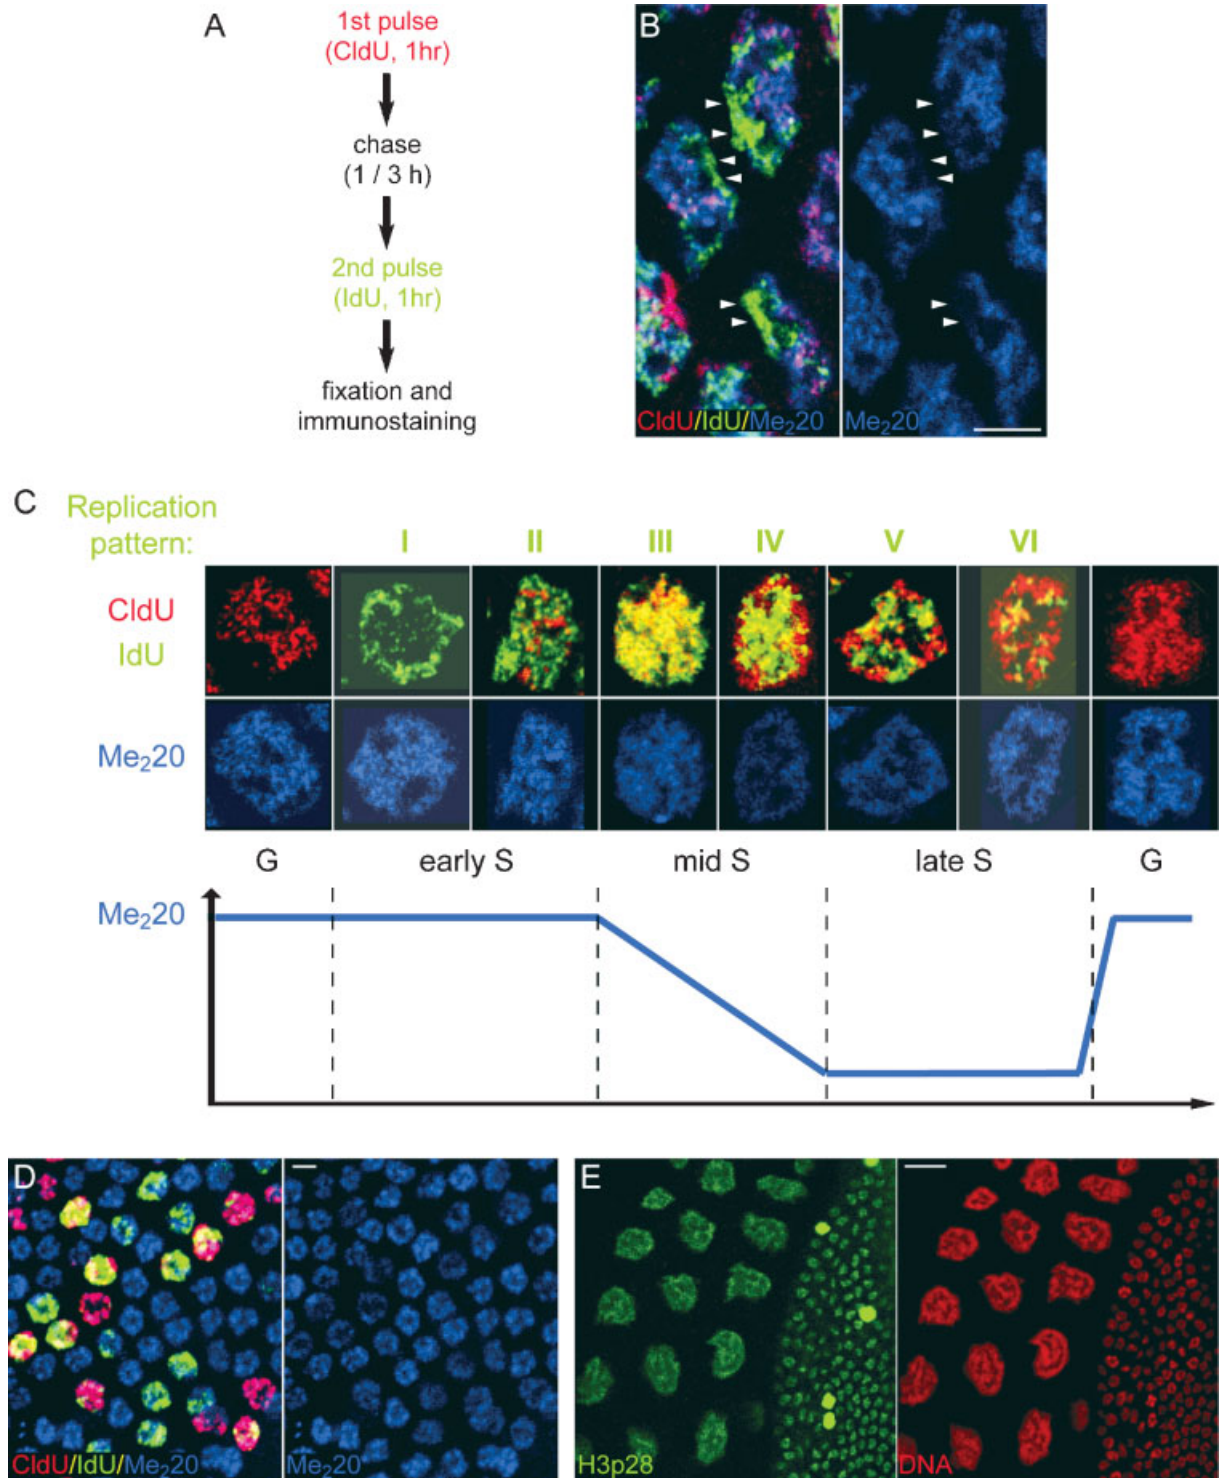 A
1st pulse
(CldU, 1hr)
chase
(1 / 3 h)
2nd pulse
(IdU, 1hr)
fixation and
immunostaining
B
CldU/IdU/Me₂20
Me₂20
C
Replication
pattern:
I II III IV V VI
CldU
IdU
Me₂20
G early S mid S late S G
Me₂20
D
CldU/IdU/Me₂20
Me₂20
E
H3p28
DNA